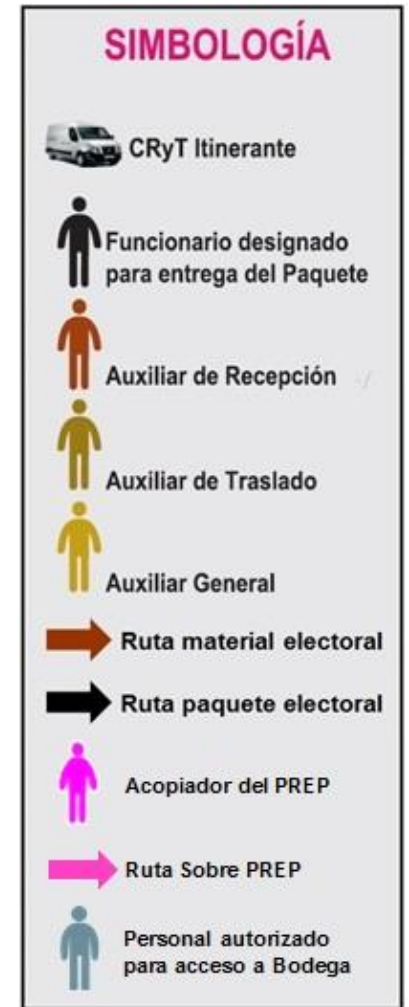 SIMBOLOGÍA
CRyT Itinerante
Funcionario designado
para entrega del Paquete
Auxiliar de Recepción
Auxiliar de Traslado
Auxiliar General
Ruta material electoral
Ruta paquete electoral
Acopiador del PREP
Ruta Sobre PREP
Personal autorizado
para acceso a Bodega